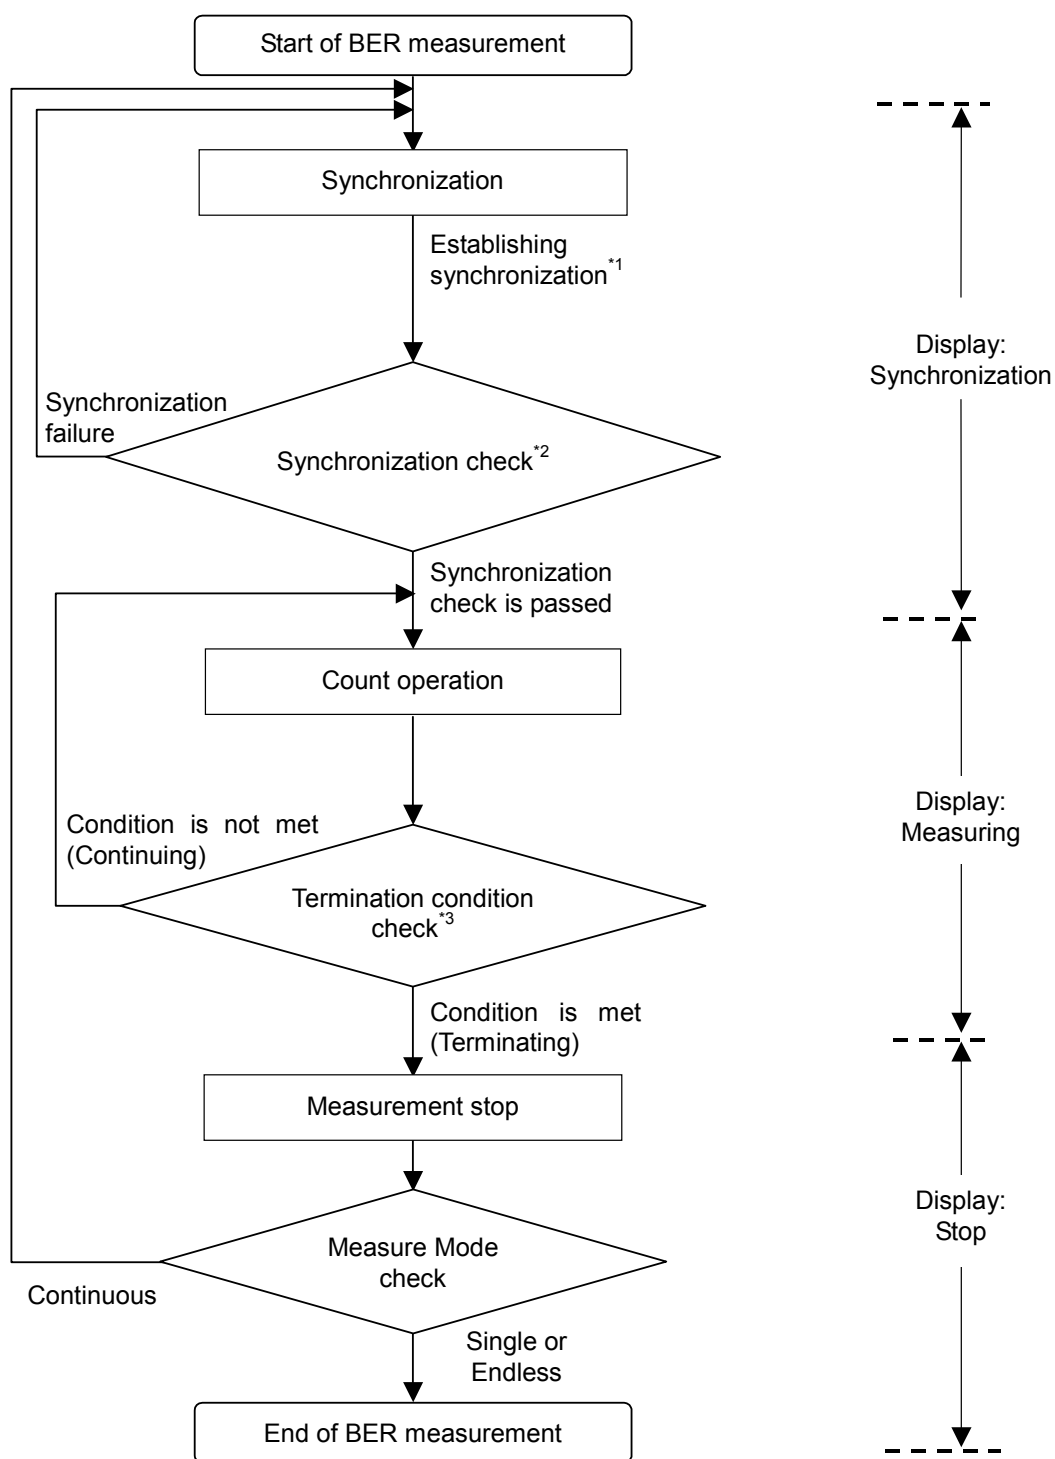 Start of BER measurement
Synchronization
Establishing
synchronization*1
Display:
Synchronization
Synchronization
failure
Synchronization check*2
Synchronization
check is passed
Count operation
Display:
Measuring
Condition is not met
(Continuing)
Termination condition
check*3
Condition is met
(Terminating)
Measurement stop
Display:
Stop
Measure Mode
check
Continuous
Single or
Endless
End of BER measurement